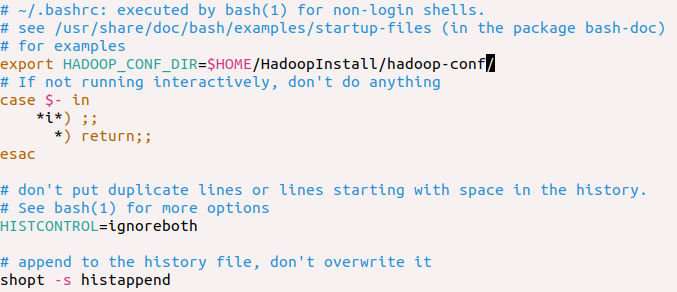 # ~/.bashrc: executed by bash(1) for non-login shells.
# see /usr/share/doc/bash/examples/startup-files (in the package bash-doc)
# for examples
export HADOOP_CONF_DIR=$HOME/HadoopInstall/hadoop-conf/
# If not running interactively, don't do anything
case $- in
    *i*) ;;
      *) return;;
esac

# don't put duplicate lines or lines starting with space in the history.
# See bash(1) for more options
HISTCONTROL=ignoreboth

# append to the history file, don't overwrite it
shopt -s histappend